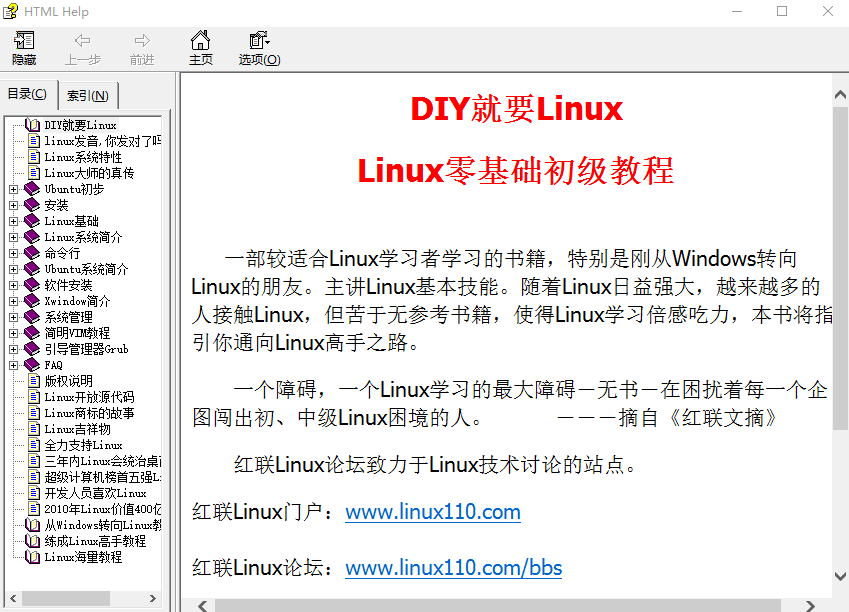 HTML Help
隐藏
上一步
前进
主页
选项(O)
目录(C)
索引(N)
DIY就要Linux
linux发音,你发对了吗
Linux系统特性
Linux大师的真传
Ubuntu初步
安装
Linux基础
Linux系统简介
命令行
Ubuntu系统简介
软件安装
Xwindow简介
系统管理
简明VIM教程
引导管理器Grub
FAQ
版权说明
Linux开放源代码
Linux商标的故事
Linux吉祥物
全力支持Linux
三年内Linux会统治桌面
超级计算机榜首五强Li
开发人员喜欢Linux
2010年Linux价值400亿
从Windows转向Linux教
练成Linux高手教程
Linux海量教程
DIY就要Linux
Linux零基础初级教程
一部较适合Linux学习者学习的书籍，特别是刚从Windows转向
Linux的朋友。主讲Linux基本技能。随着Linux日益强大，越来越多的
人接触Linux，但苦于无参考书籍，使得Linux学习倍感吃力，本书将指
引你通向Linux高手之路。
一个障碍，一个Linux学习的最大障碍－无书－在困扰着每一个企
图闯出初、中级Linux困境的人。 －－－摘自《红联文摘》
红联Linux论坛致力于Linux技术讨论的站点。
红联Linux门户：www.linux110.com
红联Linux论坛：www.linux110.com/bbs